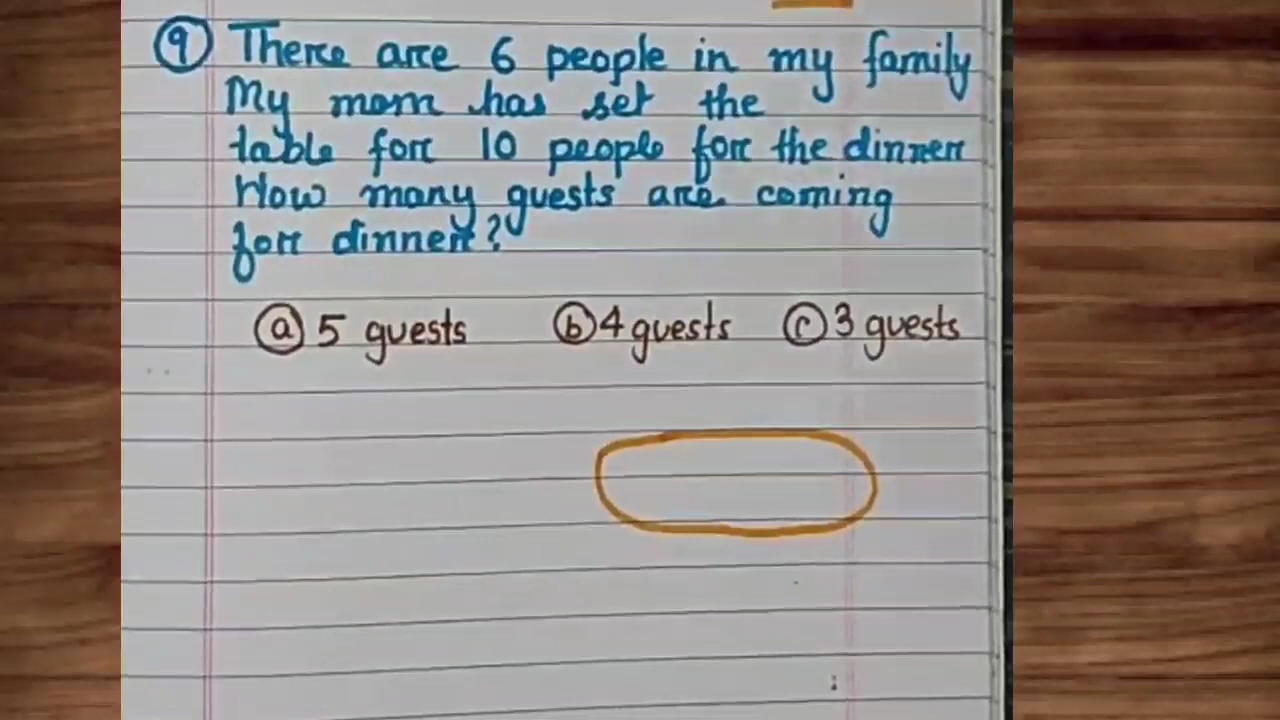 9 There are 6 people in my family
My mom has set the
table for 10 people for the dinner
How many guests are coming
for dinner?
a 5 guests b 4 guests c 3 guests